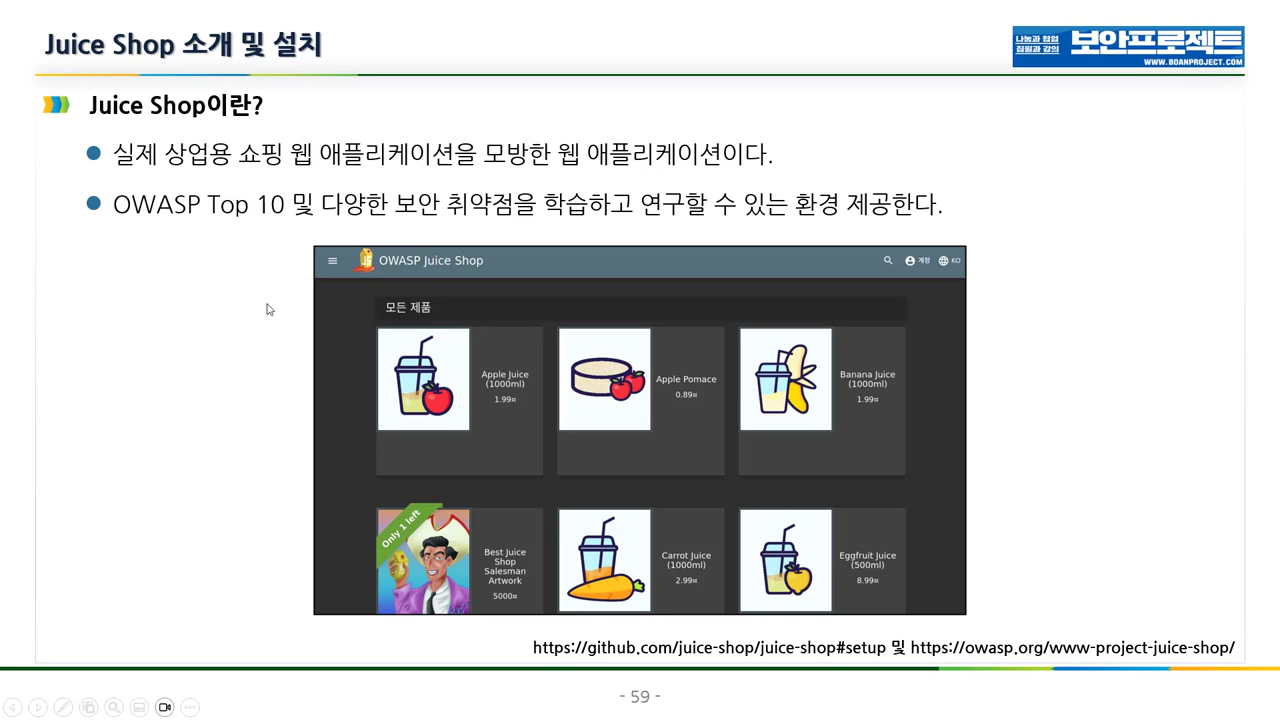 Juice Shop 소개 및 설치
나눔과 협업
집필과 강의
보안프로젝트
WWW.BOANPROJECT.COM
Juice Shop이란?
실제 상업용 쇼핑 웹 애플리케이션을 모방한 웹 애플리케이션이다.
OWASP Top 10 및 다양한 보안 취약점을 학습하고 연구할 수 있는 환경 제공한다.
OWASP Juice Shop
계정
KO
모든 제품
Apple Juice
(1000ml)
1.99¤
Apple Pomace
0.89¤
Banana Juice
(1000ml)
1.99¤
Only 1 left
Best Juice
Shop
Salesman
Artwork
5000¤
Carrot Juice
(1000ml)
2.99¤
Eggfruit Juice
(500ml)
8.99¤
https://github.com/juice-shop/juice-shop#setup 및 https://owasp.org/www-project-juice-shop/
- 59 -